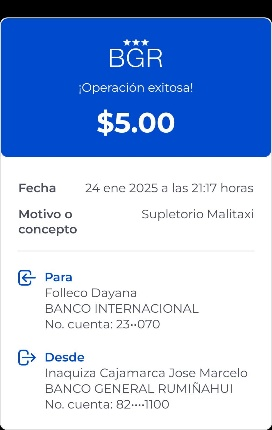 BGR
¡Operación exitosa!
$5.00
Fecha 24 ene 2025 a las 21:17 horas
Motivo o concepto Supletorio Malitaxi
Para
Folleco Dayana
BANCO INTERNACIONAL
No. cuenta: 23••070
Desde
Inaquiza Cajamarca Jose Marcelo
BANCO GENERAL RUMIÑAHUI
No. cuenta: 82••••1100